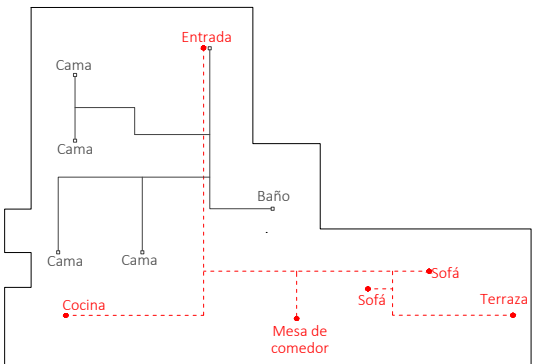 Entrada
Cama
Cama
Baño
Cama
Cama
Sofá
Sofá
Cocina
Terraza
Mesa de
comedor